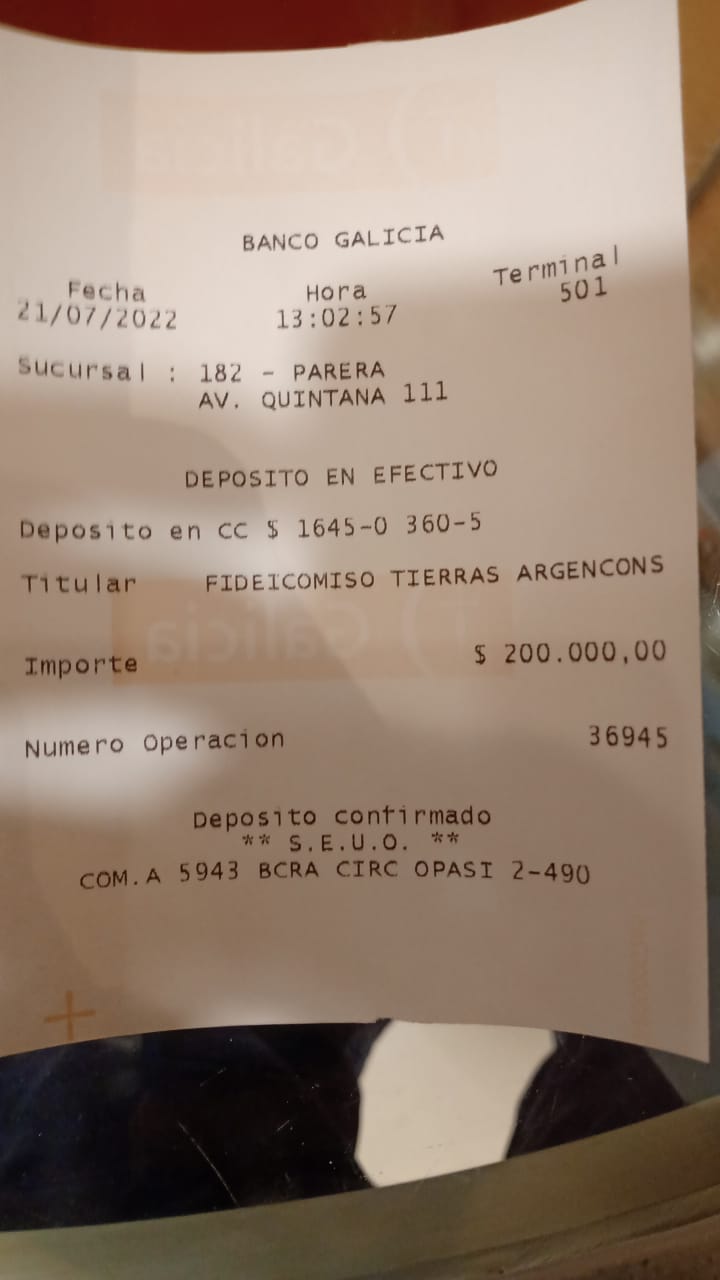 BANCO GALICIA
Fecha Hora Terminal
21/07/2022 13:02:57 501
Sucursal : 182 - PARERA
AV. QUINTANA 111
DEPOSITO EN EFECTIVO
Deposito en CC $ 1645-0 360-5
Titular FIDEICOMISO TIERRAS ARGENCONS
Importe $ 200.000,00
Numero Operacion 36945
Deposito confirmado
** S.E.U.O. **
COM.A 5943 BCRA CIRC OPASI 2-490